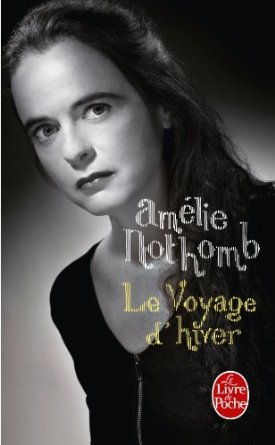 amélie
Nothomb
Le Voyage
d'hiver
Le
Livre
de
Poche